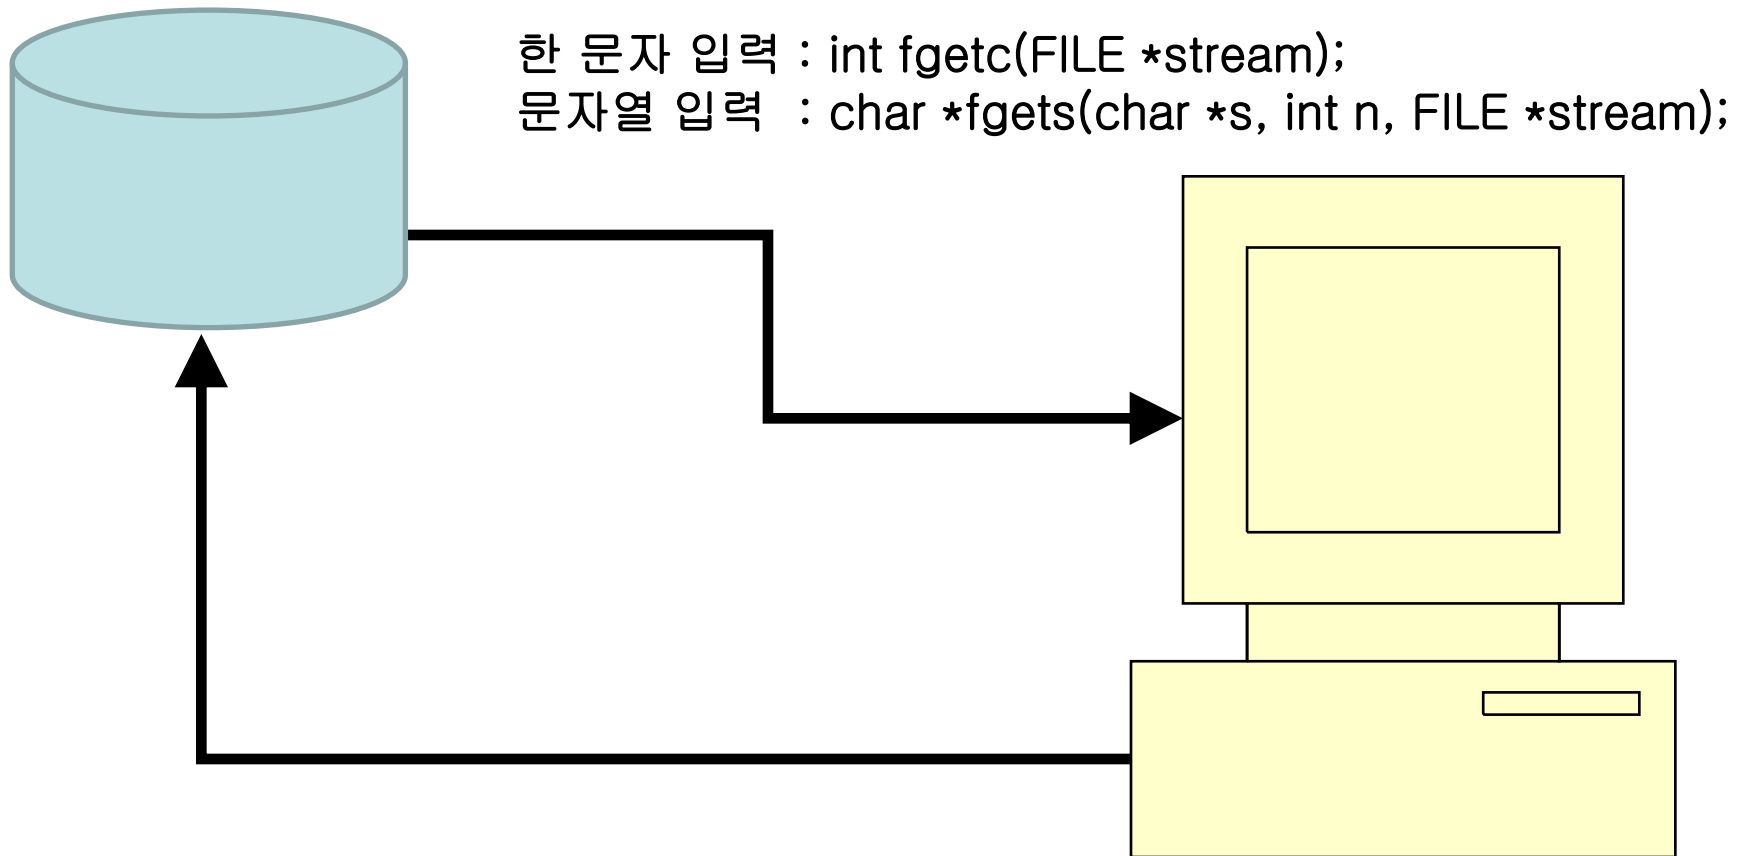 한 문자 입력 : int fgetc(FILE *stream);
문자열 입력 : char *fgets(char *s, int n, FILE *stream);